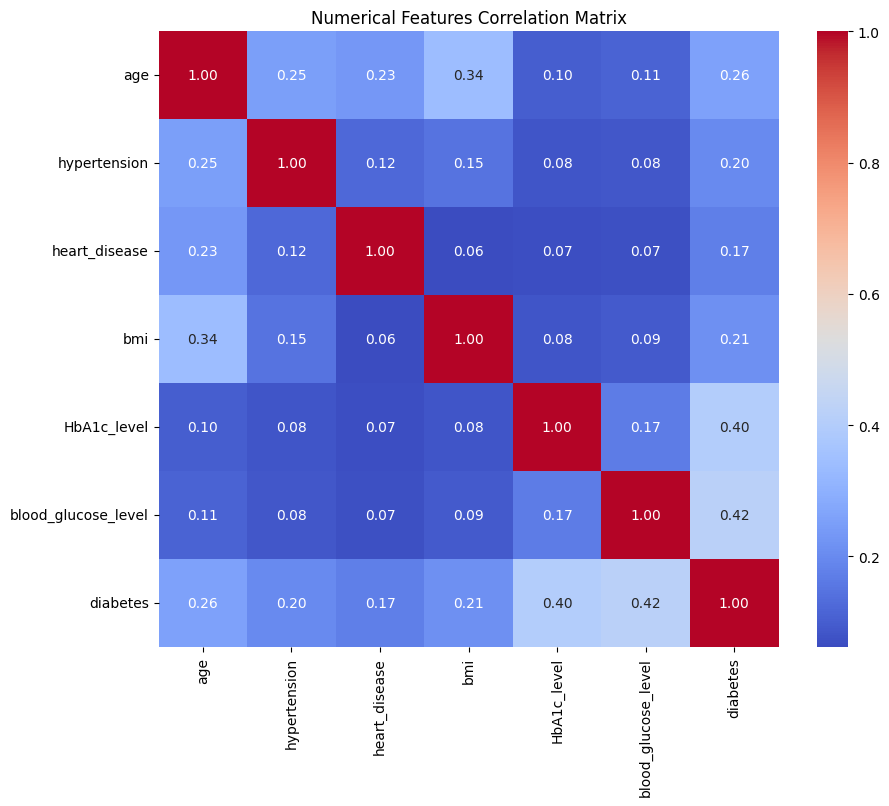 Numerical Features Correlation Matrix
age 1.00 0.25 0.23 0.34 0.10 0.11 0.26
hypertension 0.25 1.00 0.12 0.15 0.08 0.08 0.20
heart_disease 0.23 0.12 1.00 0.06 0.07 0.07 0.17
bmi 0.34 0.15 0.06 1.00 0.08 0.09 0.21
HbA1c_level 0.10 0.08 0.07 0.08 1.00 0.17 0.40
blood_glucose_level 0.11 0.08 0.07 0.09 0.17 1.00 0.42
diabetes 0.26 0.20 0.17 0.21 0.40 0.42 1.00
age
hypertension
heart_disease
bmi
HbA1c_level
blood_glucose_level
diabetes
1.0
0.8
0.6
0.4
0.2